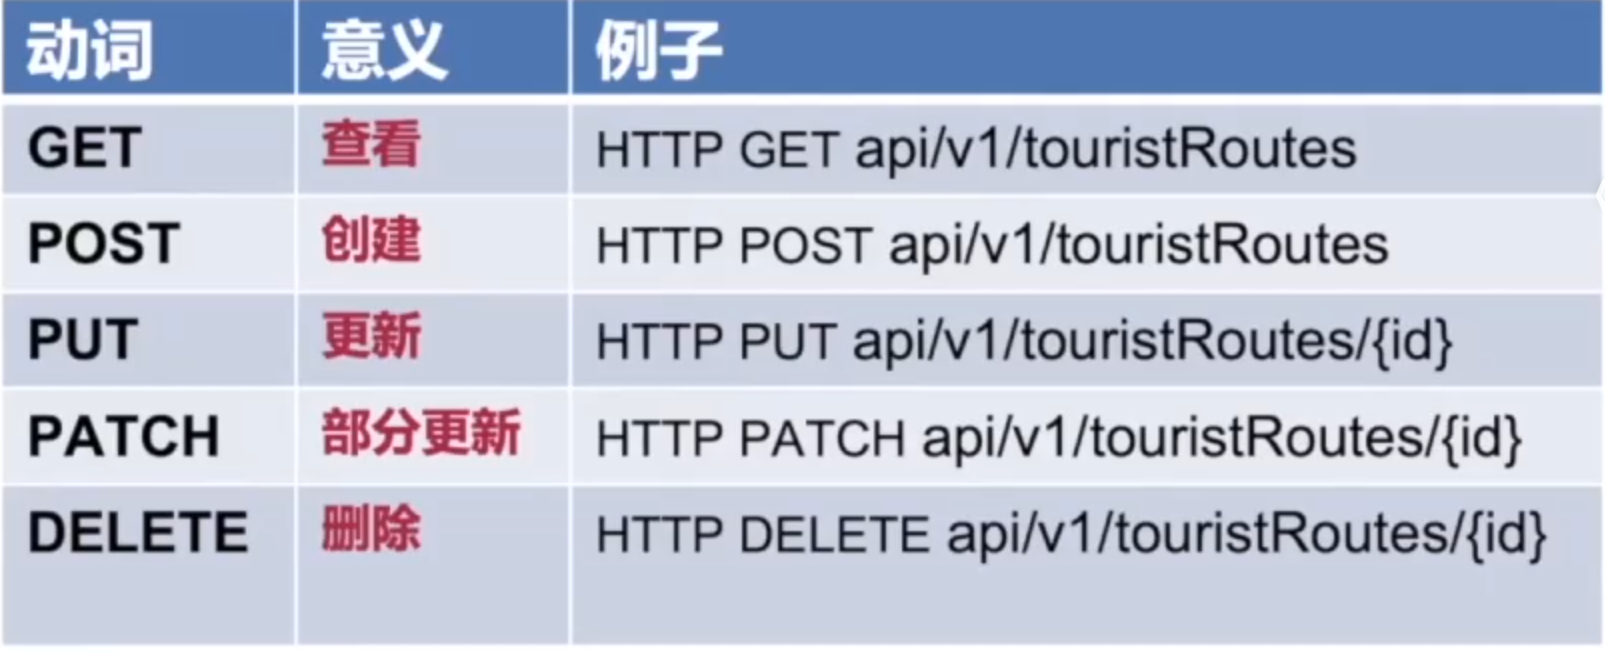 动词 意义 例子
GET 查看 HTTP GET api/v1/touristRoutes
POST 创建 HTTP POST api/v1/touristRoutes
PUT 更新 HTTP PUT api/v1/touristRoutes/{id}
PATCH 部分更新 HTTP PATCH api/v1/touristRoutes/{id}
DELETE 删除 HTTP DELETE api/v1/touristRoutes/{id}